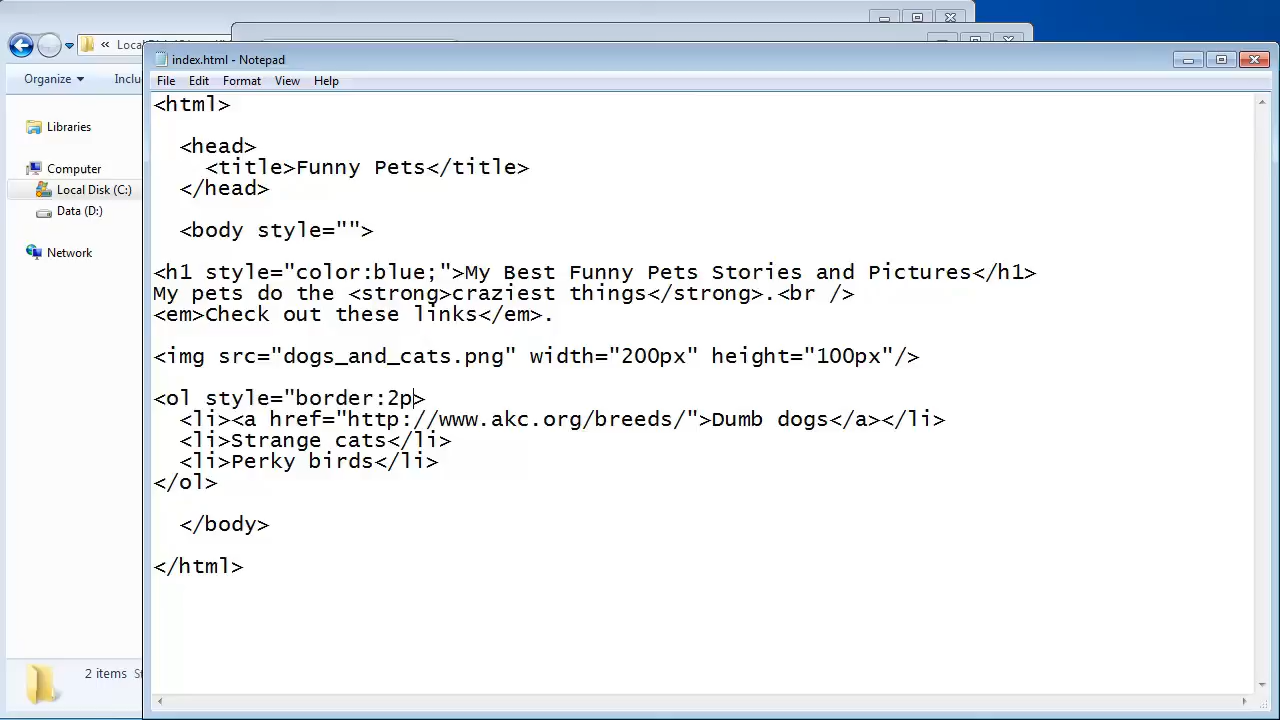 Loca
index.html - Notepad
Organize
Inclu
File Edit Format View Help
Libraries
Computer
Local Disk (C:)
Data (D:)
Network
2 items
<html>
<head>
<title>Funny Pets</title>
</head>
<body style="">
<h1 style="color:blue;">My Best Funny Pets Stories and Pictures</h1>
My pets do the <strong>craziest things</strong>.<br />
<em>Check out these links</em>.
<img src="dogs_and_cats.png" width="200px" height="100px"/>
<ol style="border:2p>
<li><a href="http://www.akc.org/breeds/">Dumb dogs</a></li>
<li>Strange cats</li>
<li>Perky birds</li>
</ol>
</body>
</html>